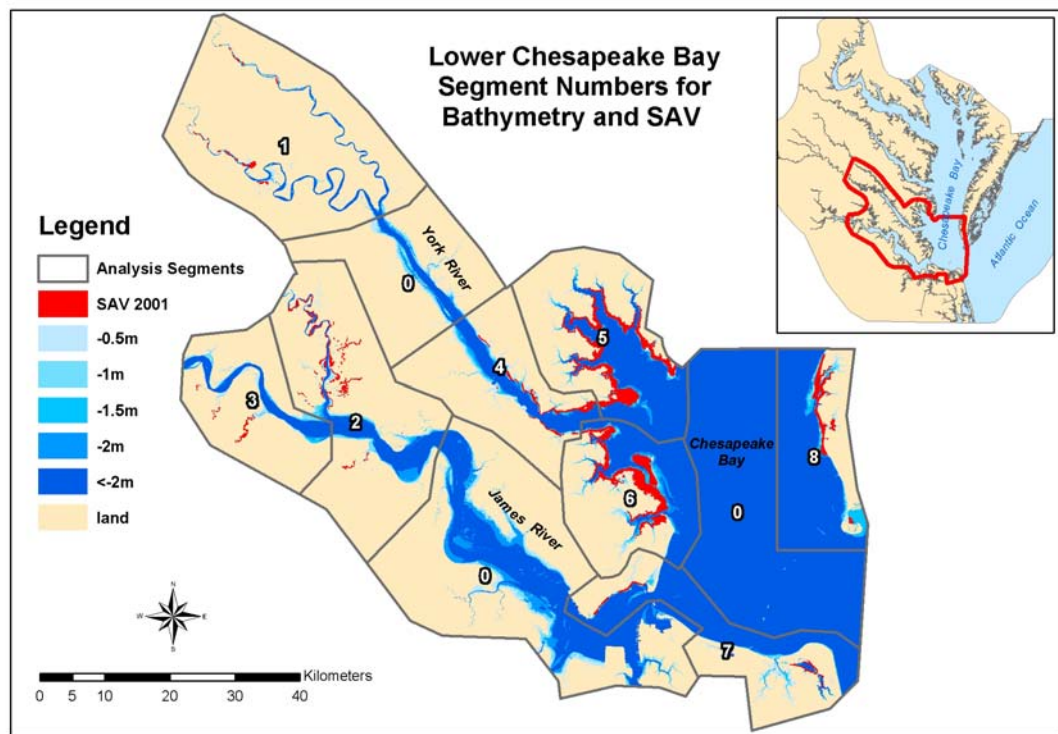 Lower Chesapeake Bay
Segment Numbers for
Bathymetry and SAV
Chesapeake Bay
Atlantic Ocean
Legend
Analysis Segments
SAV 2001
-0.5m
-1m
-1.5m
-2m
<-2m
land
1
York River
0
5
4
3
2
Chesapeake
Bay
8
6
0
James River
0
7
N
W E
S
Kilometers
0 5 10 20 30 40